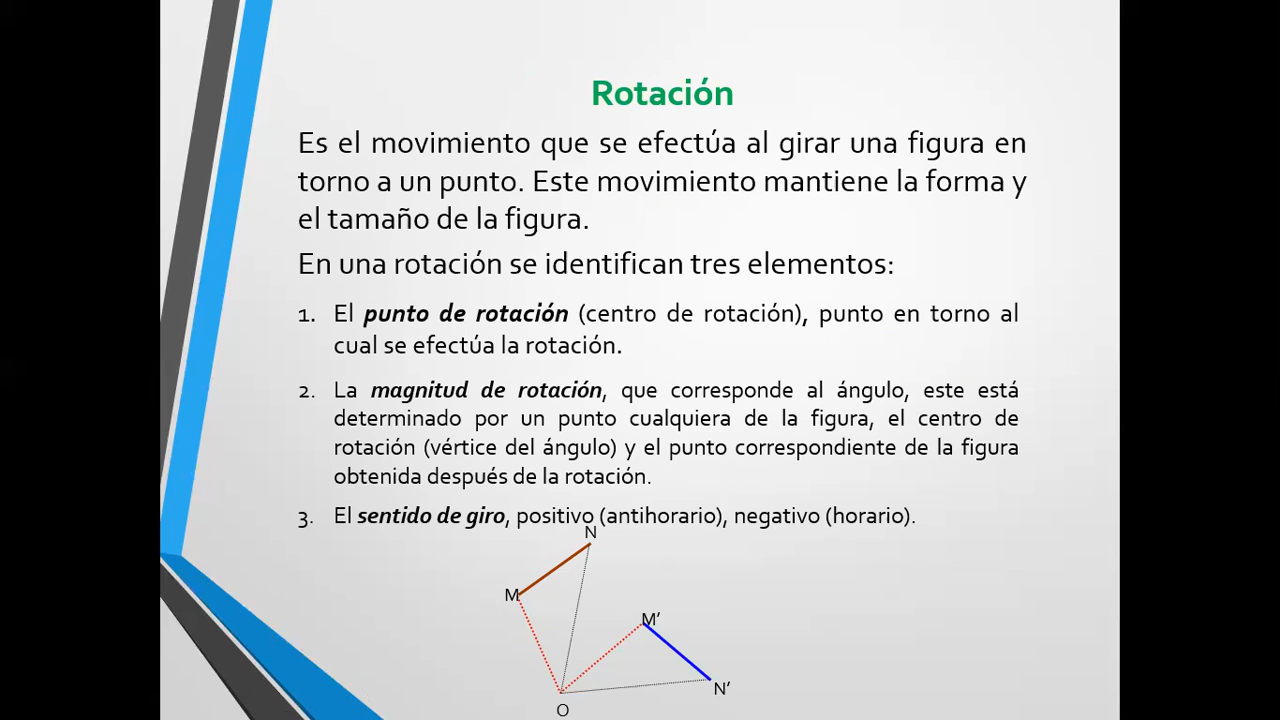 Rotación
Es el movimiento que se efectúa al girar una figura en
torno a un punto. Este movimiento mantiene la forma y
el tamaño de la figura.
En una rotación se identifican tres elementos:
1. El punto de rotación (centro de rotación), punto en torno al
cual se efectúa la rotación.
2. La magnitud de rotación, que corresponde al ángulo, este está
determinado por un punto cualquiera de la figura, el centro de
rotación (vértice del ángulo) y el punto correspondiente de la figura
obtenida después de la rotación.
3. El sentido de giro, positivo (antihorario), negativo (horario).
N
M
M'
N'
O